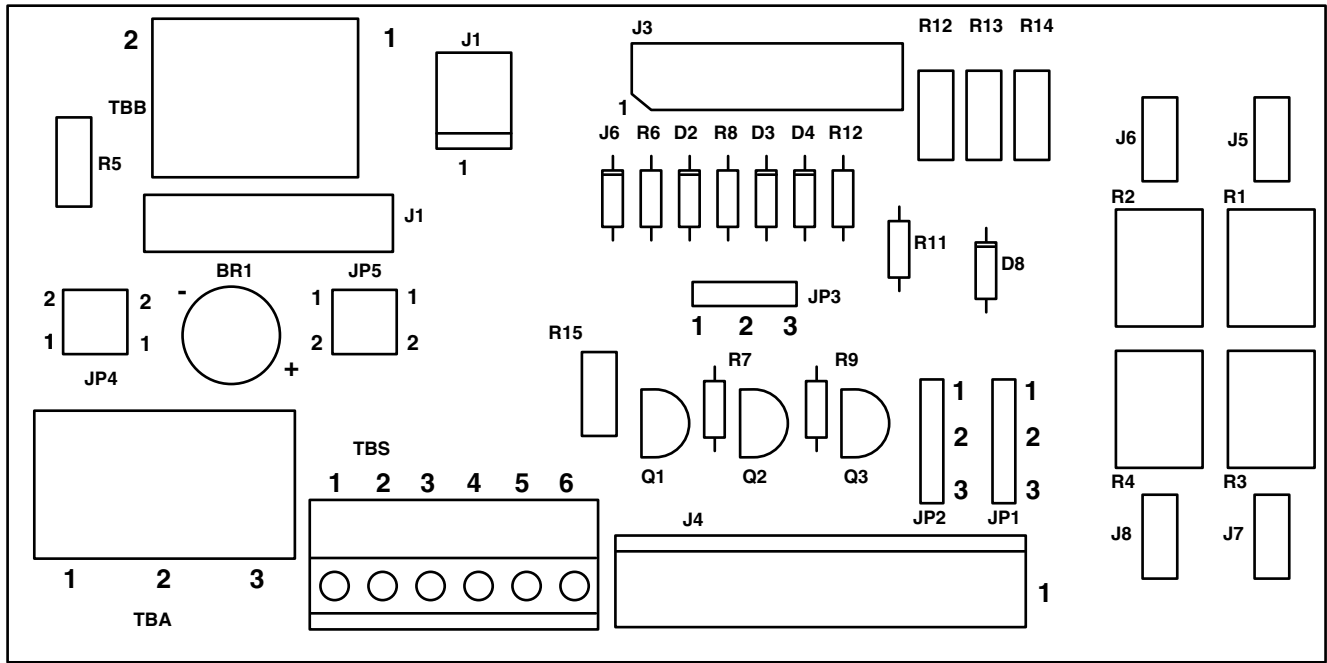 2 1 J1 J3 R12 R13 R14
TBB
1
R5
1
J6 R6 D2 R8 D3 D4 R12
J6 J5
J1
R2 R1
R11
D8
BR1 JP5
2 2 - 1 1
JP3
1 2 3
1 1 2 2
+
JP4
R15
R7 R9
1 1
2 2
3 3
Q1 Q2 Q3
JP2 JP1
TBS
1 2 3 4 5 6
J4
R4 R3
J8 J7
1 2 3
1
TBA